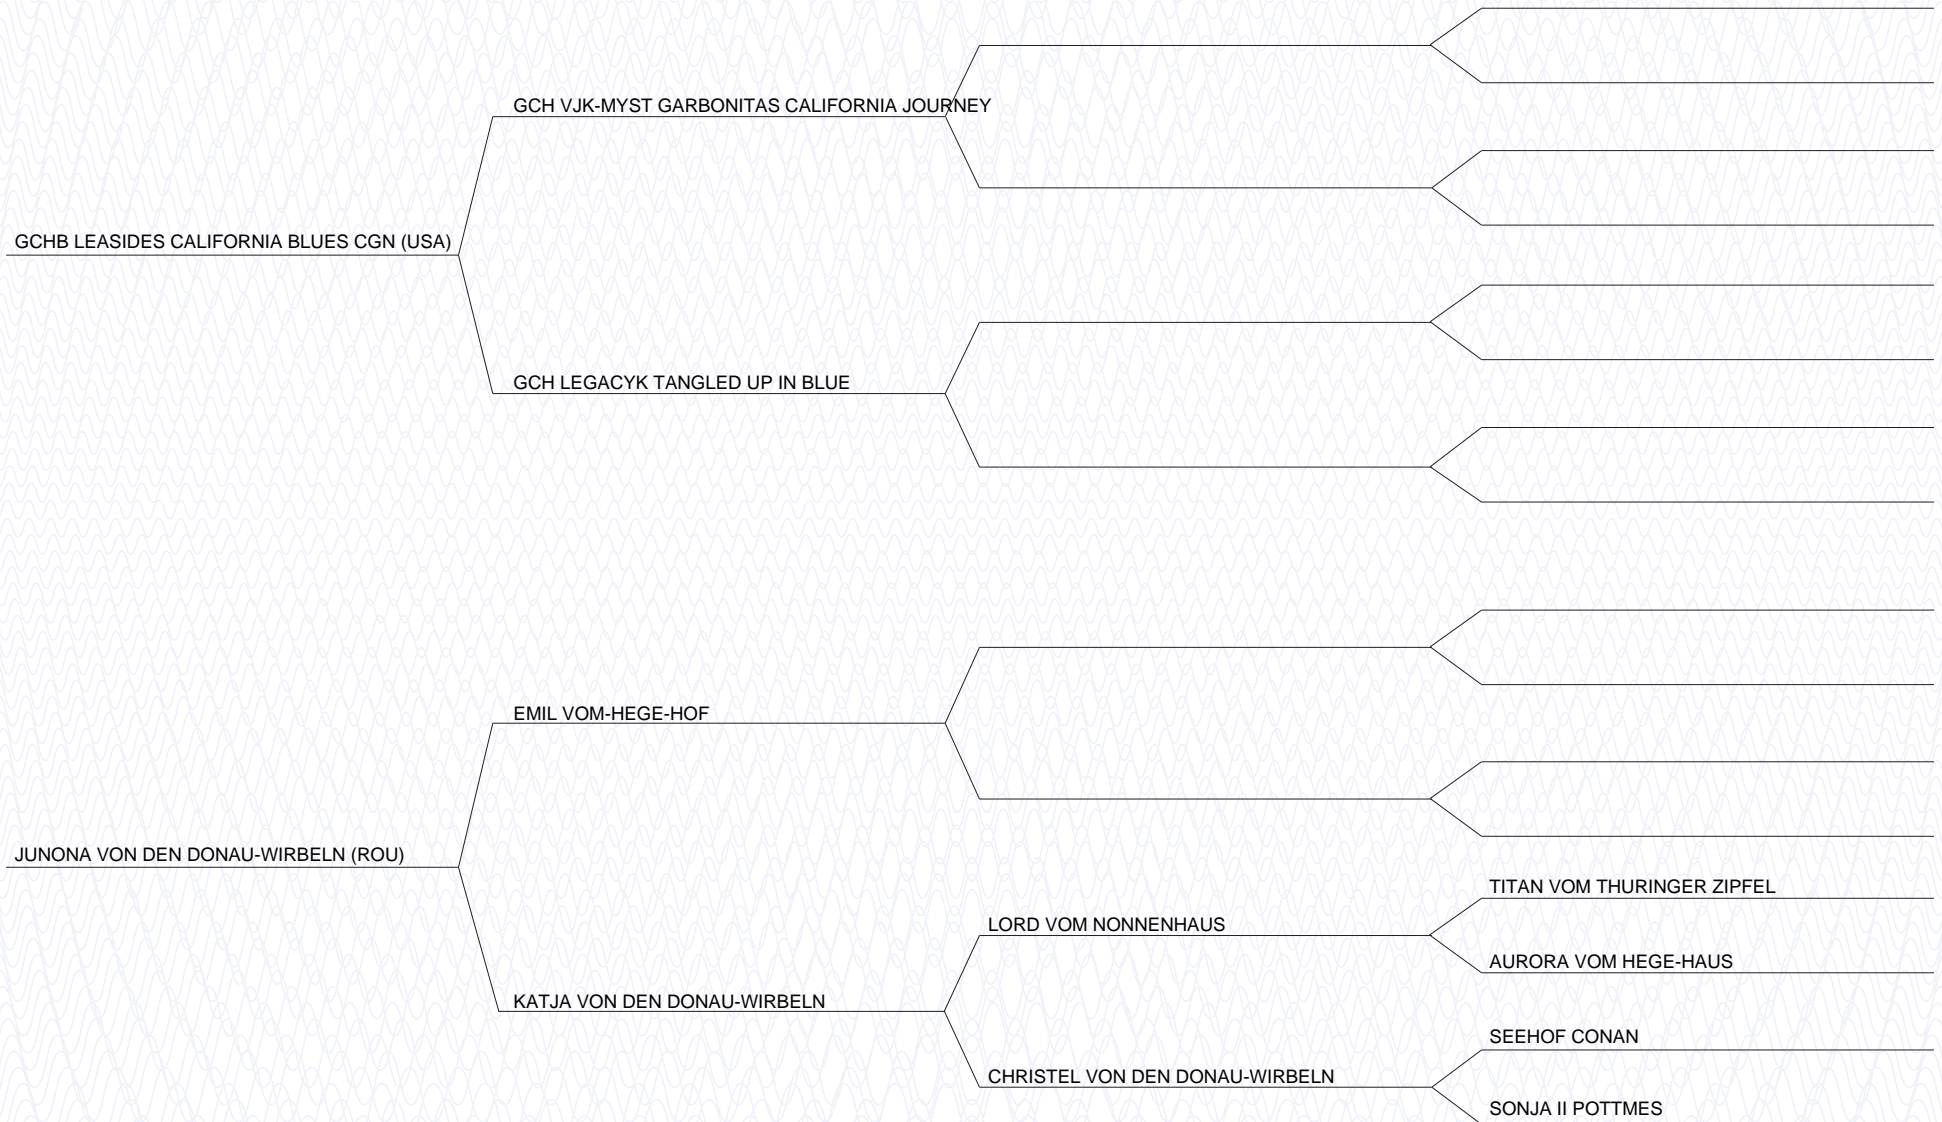 GCH VJK-MYST GARBONITAS CALIFORNIA JOURNEY
GCHB LEASIDES CALIFORNIA BLUES CGN (USA)
GCH LEGACYK TANGLED UP IN BLUE
EMIL VOM-HEGE-HOF
JUNONA VON DEN DONAU-WIRBELN (ROU)
TITAN VOM THURINGER ZIPFEL
LORD VOM NONNENHAUS
AURORA VOM HEGE-HAUS
KATJA VON DEN DONAU-WIRBELN
SEEHOF CONAN
CHRISTEL VON DEN DONAU-WIRBELN
SONJA II POTTMES